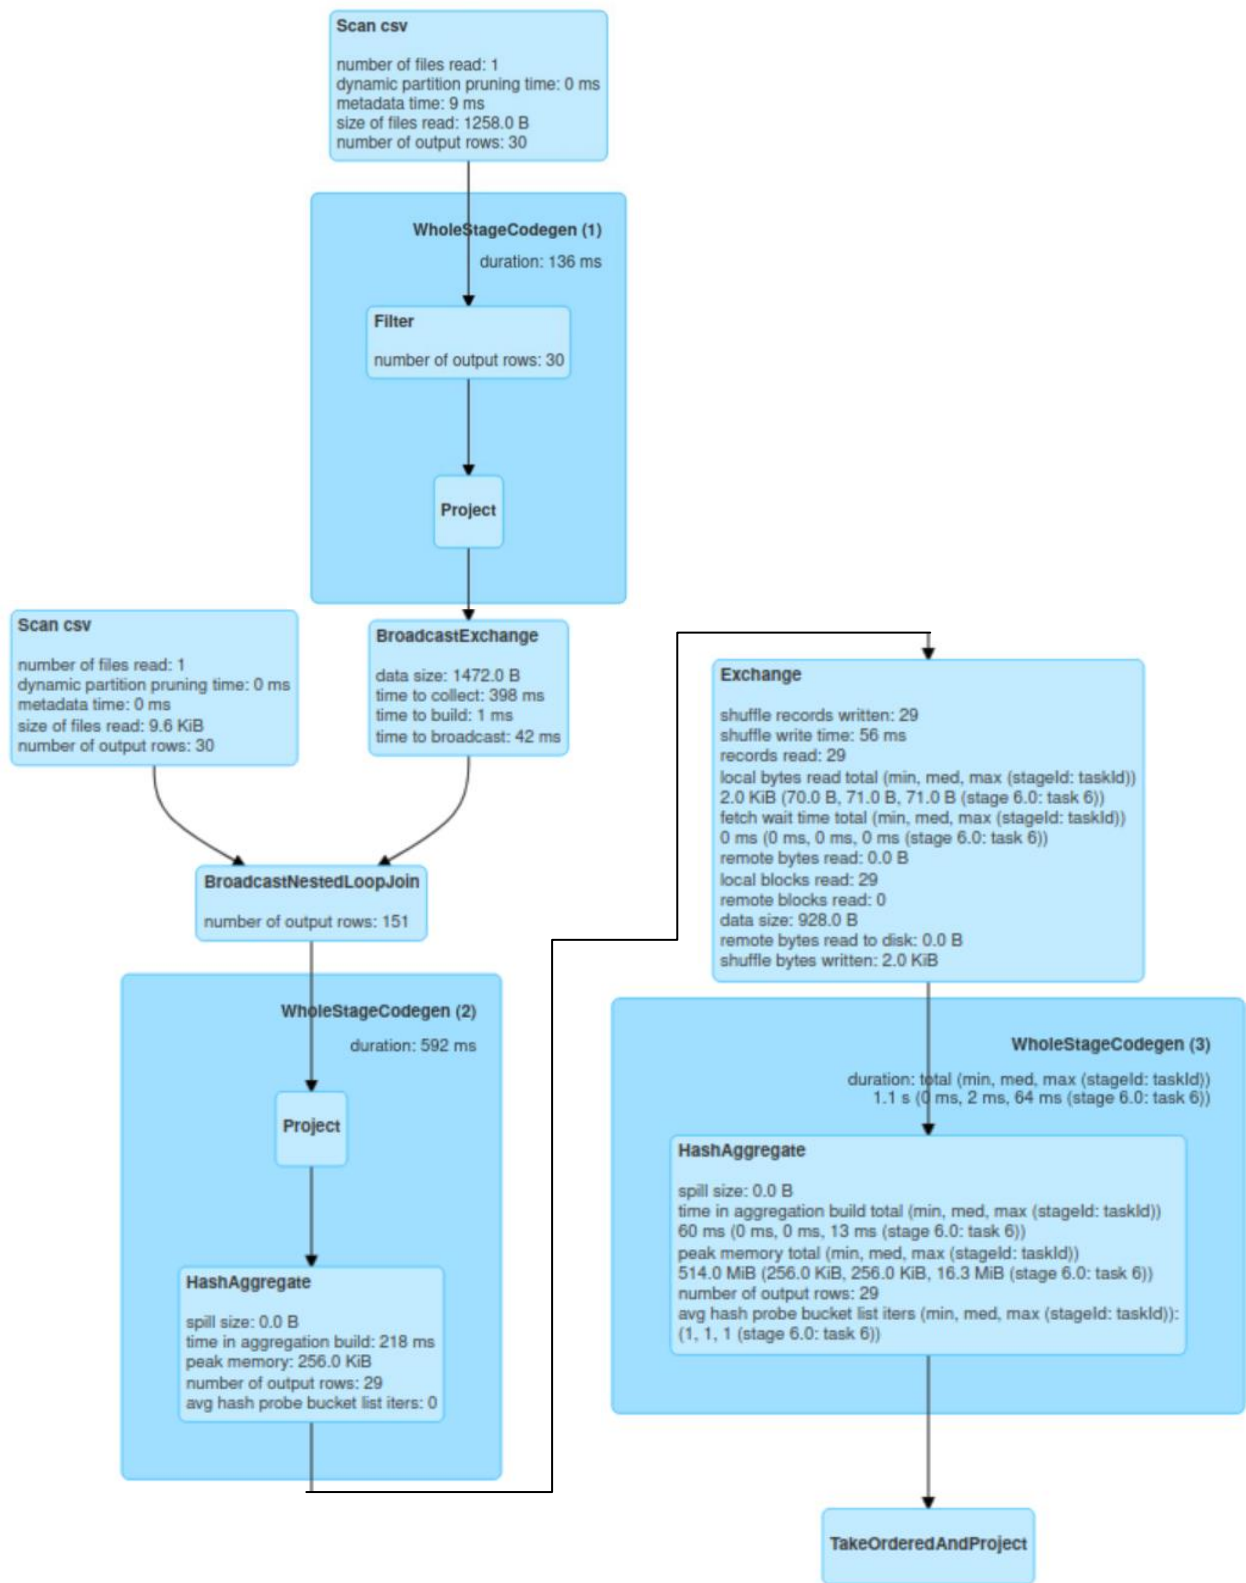 Scan csv
number of files read: 1
dynamic partition pruning time: 0 ms
metadata time: 9 ms
size of files read: 1258.0 B
number of output rows: 30
WholeStageCodegen (1)
duration: 136 ms
Filter
number of output rows: 30
Project
Scan csv
number of files read: 1
dynamic partition pruning time: 0 ms
metadata time: 0 ms
size of files read: 9.6 KiB
number of output rows: 30
BroadcastExchange
data size: 1472.0 B
time to collect: 398 ms
time to build: 1 ms
time to broadcast: 42 ms
BroadcastNestedLoopJoin
number of output rows: 151
WholeStageCodegen (2)
duration: 592 ms
Project
HashAggregate
spill size: 0.0 B
time in aggregation build: 218 ms
peak memory: 256.0 KiB
number of output rows: 29
avg hash probe bucket list iters: 0
Exchange
shuffle records written: 29
shuffle write time: 56 ms
records read: 29
local bytes read total (min, med, max (stageId: taskId))
2.0 KiB (70.0 B, 71.0 B, 71.0 B (stage 6.0: task 6))
fetch wait time total (min, med, max (stageId: taskId))
0 ms (0 ms, 0 ms, 0 ms (stage 6.0: task 6))
remote bytes read: 0.0 B
local blocks read: 29
remote blocks read: 0
data size: 928.0 B
remote bytes read to disk: 0.0 B
shuffle bytes written: 2.0 KiB
WholeStageCodegen (3)
duration: total (min, med, max (stageId: taskId))
1.1 s (0 ms, 2 ms, 64 ms (stage 6.0: task 6))
HashAggregate
spill size: 0.0 B
time in aggregation build total (min, med, max (stageId: taskId))
60 ms (0 ms, 0 ms, 13 ms (stage 6.0: task 6))
peak memory total (min, med, max (stageId: taskId))
514.0 MiB (256.0 KiB, 256.0 KiB, 16.3 MiB (stage 6.0: task 6))
number of output rows: 29
avg hash probe bucket list iters (min, med, max (stageId: taskId)):
(1, 1, 1 (stage 6.0: task 6))
TakeOrderedAndProject